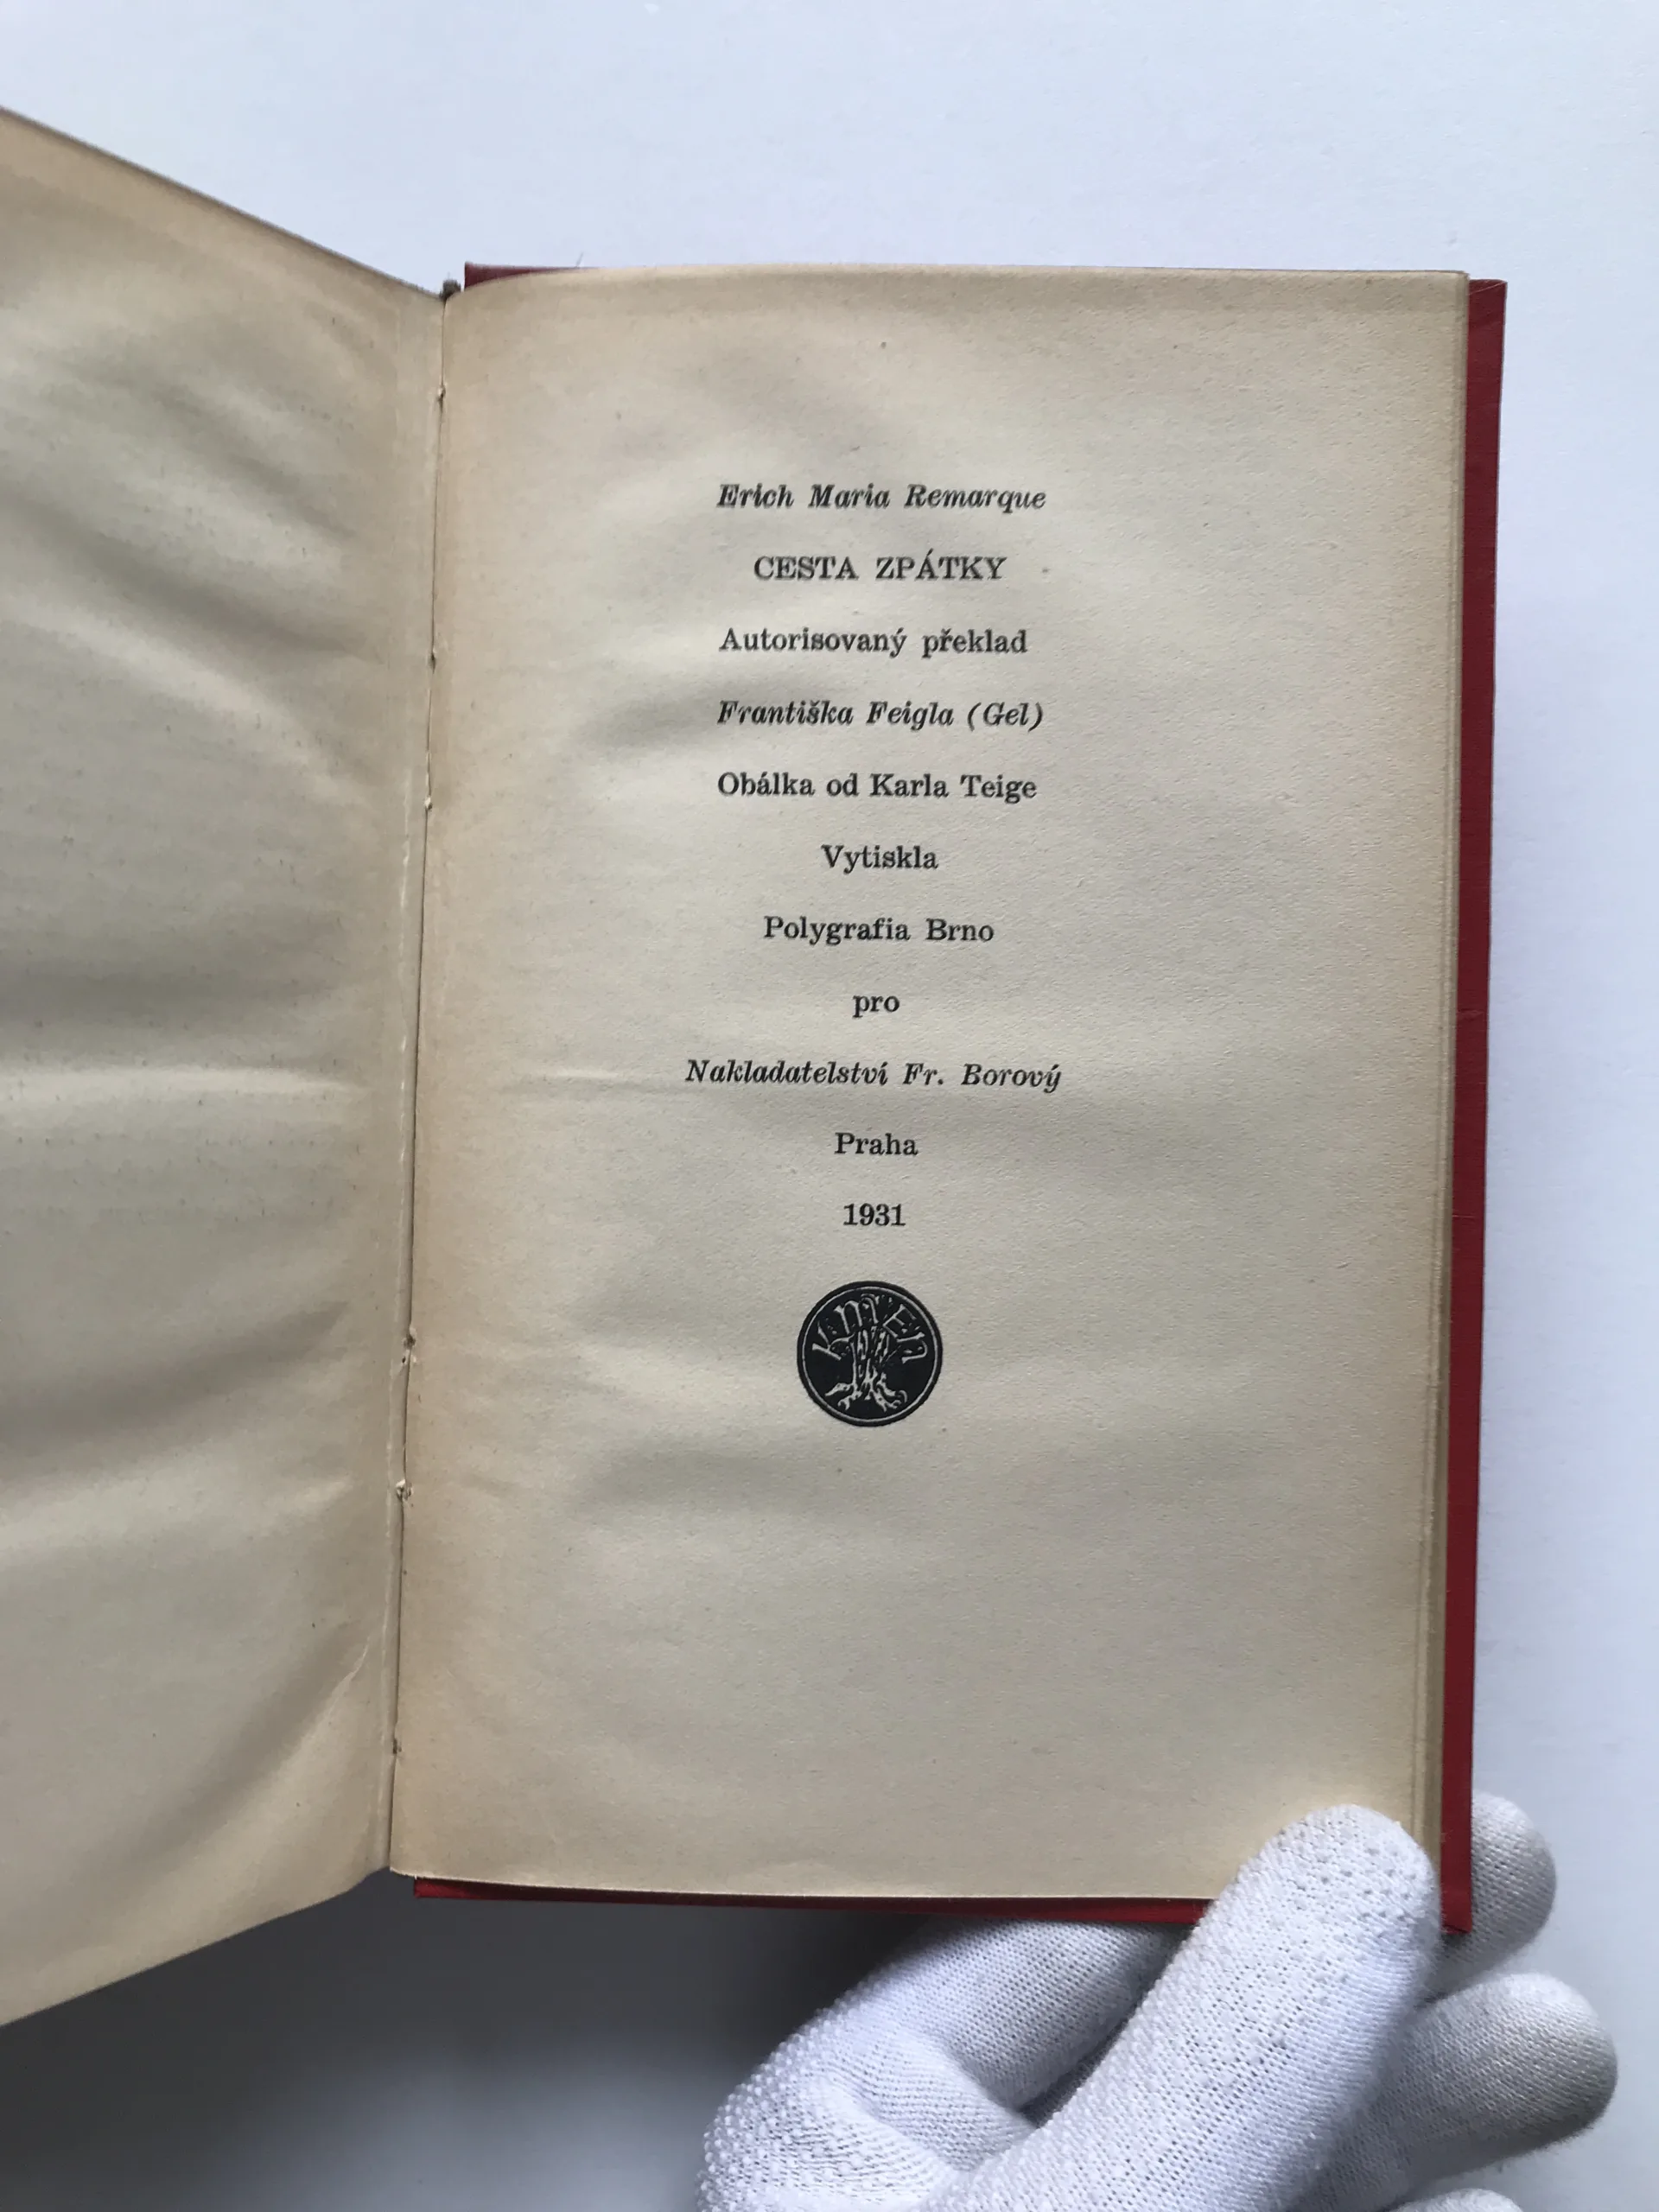 Erich Maria Remarque
CESTA ZPÁTKY
Autorisovaný překlad
Františka Feigla (Gel)
Obálka od Karla Teige
Vytiskla
Polygrafia Brno
pro
Nakladatelství Fr. Borový
Praha
1931
KMEN